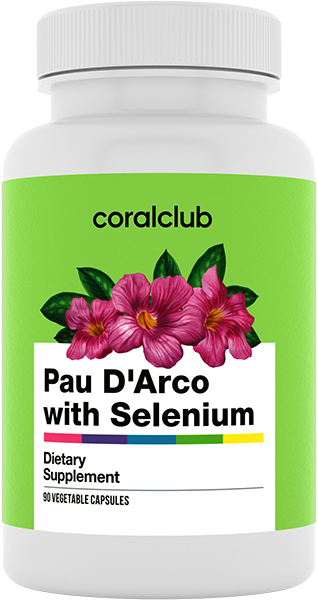 coralclub
Pau D'Arco
with Selenium
Dietary
Supplement
90 VEGETABLE CAPSULES